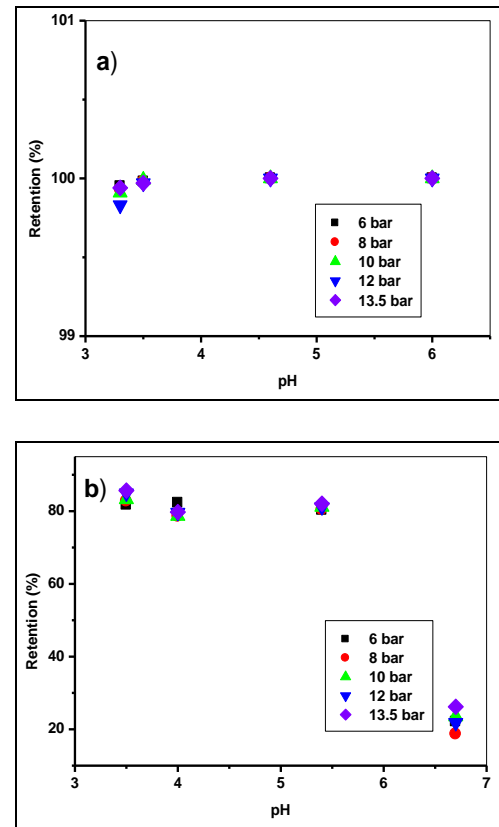 a)
101
100
99
Retention (%)
6 bar
8 bar
10 bar
12 bar
13.5 bar
3 4 5 6
pH
b)
80
60
40
20
Retention (%)
6 bar
8 bar
10 bar
12 bar
13.5 bar
3 4 5 6 7
pH